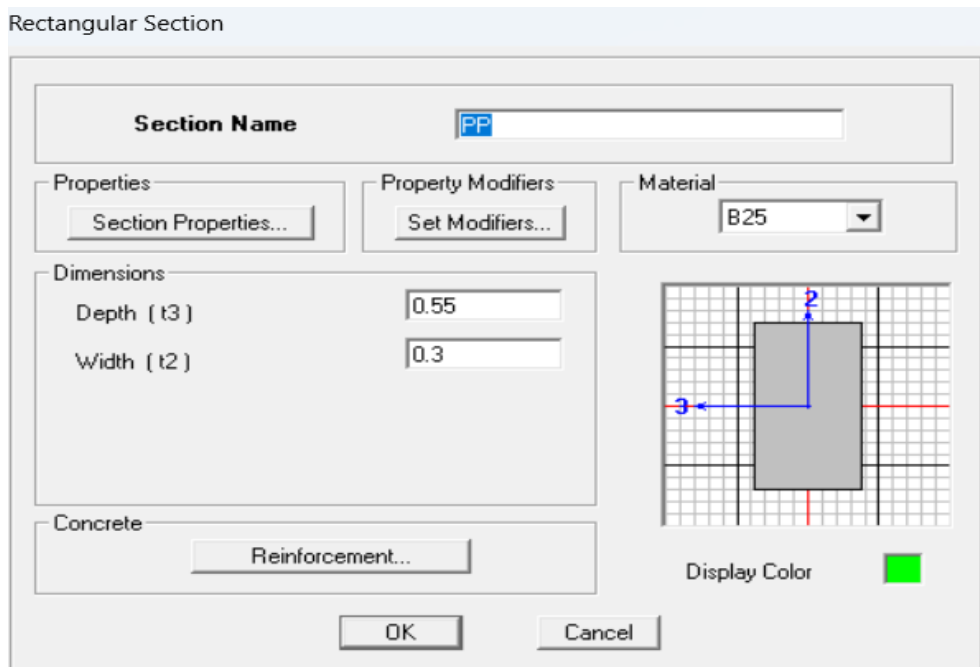 Rectangular Section
Section Name
PP
Properties
Section Properties...
Property Modifiers
Set Modifiers...
Material
B25
Dimensions
Depth ( t3 )
0.55
Width ( t2 )
0.3
2
3
Concrete
Reinforcement...
Display Color
OK
Cancel